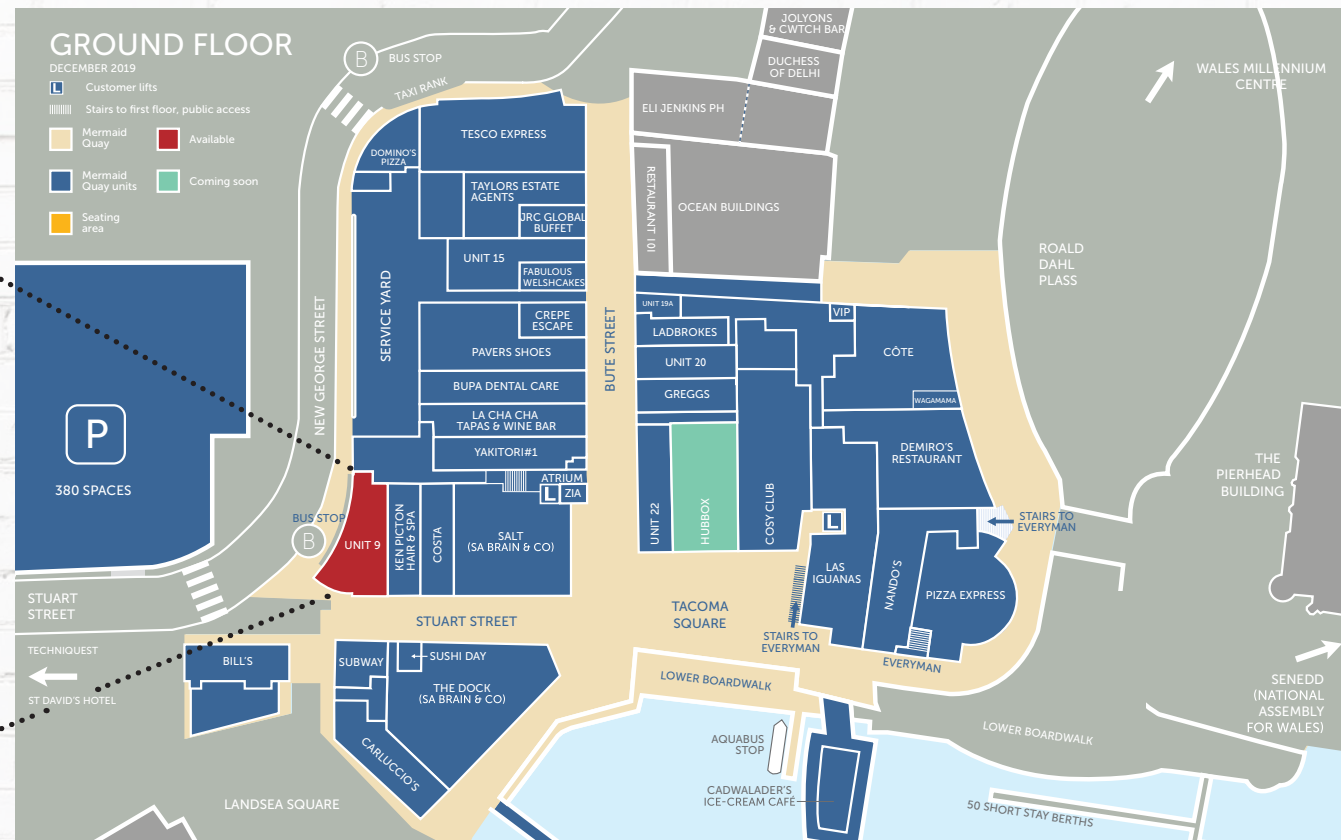 GROUND FLOOR
DECEMBER 2019
L
Customer lifts
Stairs to first floor, public access
Mermaid
Quay
Available
Mermaid
Quay units
Coming soon
Seating
area
B
BUS STOP
TAXI RANK
JOLYONS
& CWTCH BAR
DUCHESS
OF DELHI
WALES MILLENNIUM
CENTRE
ELI JENKINS PH
RESTAURANT 101
OCEAN BUILDINGS
ROALD
DAHL
PLASS
DOMINO'S
PIZZA
TESCO EXPRESS
TAYLORS ESTATE
AGENTS
JRC GLOBAL
BUFFET
UNIT 15
FABULOUS
WELSHCAKES
CREPE
ESCAPE
PAVERS SHOES
BUPA DENTAL CARE
LA CHA CHA
TAPAS & WINE BAR
YAKITORI#1
ATRIUM
L
ZIA
SERVICE YARD
NEW GEORGE STREET
BUTE STREET
UNIT 19A
LADBROKES
UNIT 20
GREGGS
UNIT 22
HUBBOX
COSY CLUB
VIP
CÔTE
WAGAMAMA
DEMIRO'S
RESTAURANT
STAIRS TO
EVERYMAN
L
LAS
IGUANAS
NANDO'S
PIZZA EXPRESS
EVERYMAN
STAIRS TO
EVERYMAN
THE
PIERHEAD
BUILDING
P
380 SPACES
BUS STOP
B
UNIT 9
KEN PICTON
HAIR & SPA
COSTA
SALT
(SA BRAIN & CO)
STUART
STREET
STUART STREET
TACOMA
SQUARE
TECHNIQUEST
ST DAVID'S HOTEL
BILL'S
SUBWAY
SUSHI DAY
THE DOCK
(SA BRAIN & CO)
CARLUCCIO'S
LANDSEA SQUARE
LOWER BOARDWALK
AQUABUS
STOP
CADWALADER'S
ICE-CREAM CAFÉ
LOWER BOARDWALK
50 SHORT STAY BERTHS
SENEDD
(NATIONAL
ASSEMBLY
FOR WALES)